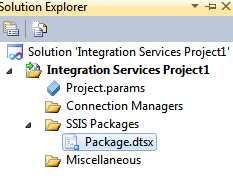 Solution Explorer
Solution 'Integration Services Project1'
Integration Services Project1
Project.params
Connection Managers
SSIS Packages
Package.dtsx
Miscellaneous